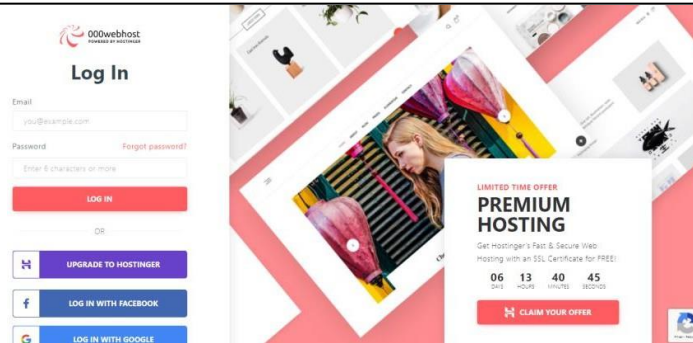 000webhost
POWERED BY HOSTINGER
Log In
Email
you@example.com
Password Forgot password?
Enter 6 characters or more
LOG IN
OR
UPGRADE TO HOSTINGER
LOG IN WITH FACEBOOK
LOG IN WITH GOOGLE
LIMITED TIME OFFER
PREMIUM
HOSTING
Get Hostinger's Fast & Secure Web
Hosting with an SSL Certificate for FREE!
06 13 40 45
DAYS HOURS MINUTES SECONDS
CLAIM YOUR OFFER